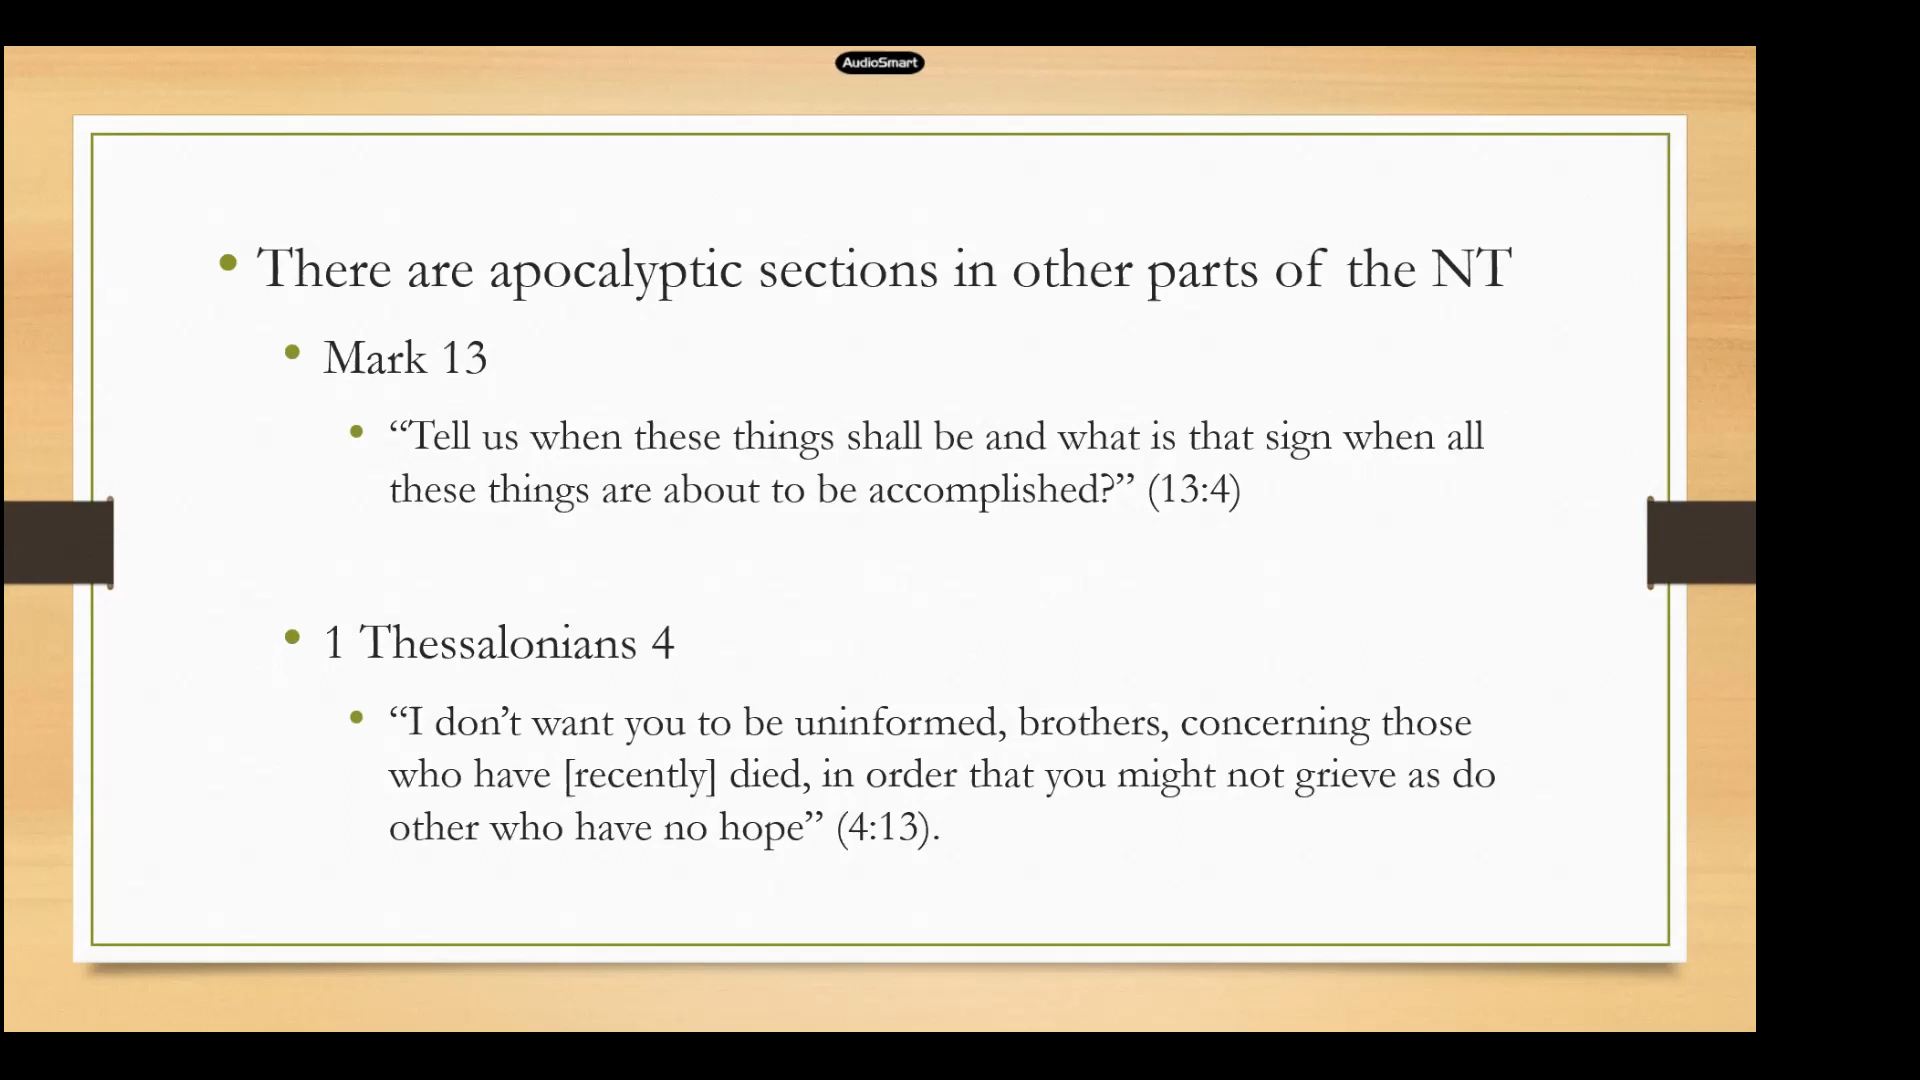 AudioSmart
• There are apocalyptic sections in other parts of the NT
• Mark 13
• “Tell us when these things shall be and what is that sign when all
these things are about to be accomplished?” (13:4)
• 1 Thessalonians 4
• “I don’t want you to be uninformed, brothers, concerning those
who have [recently] died, in order that you might not grieve as do
other who have no hope” (4:13).